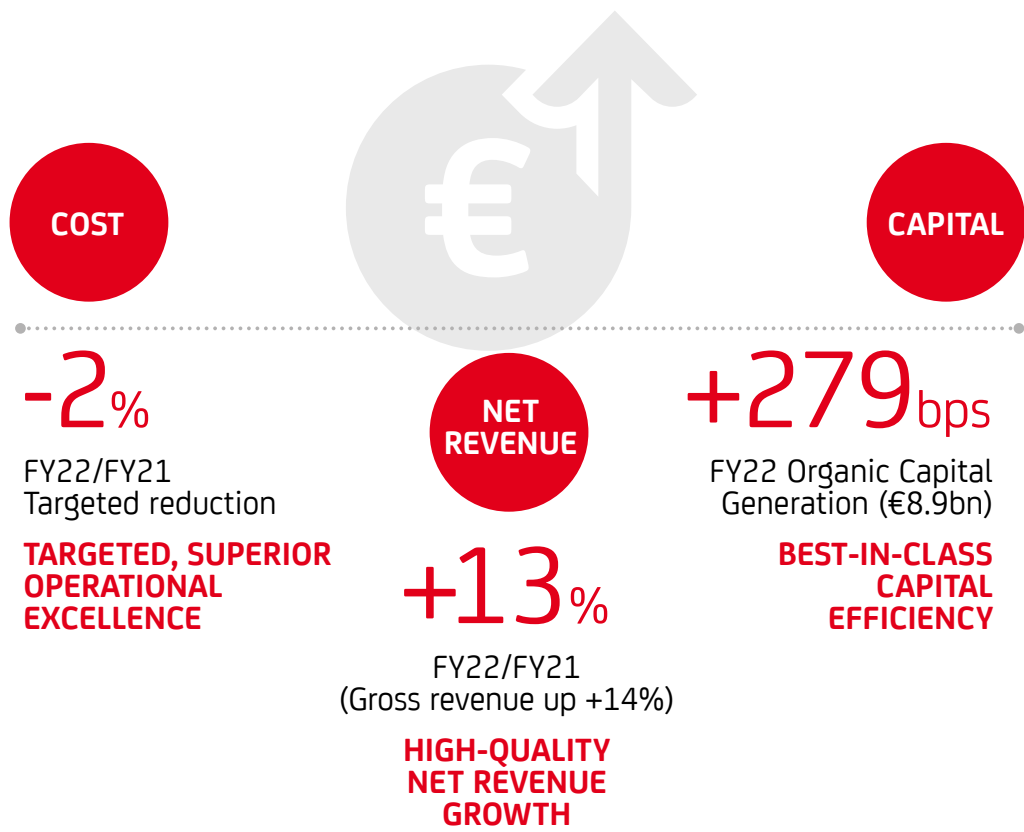 €
COST
-2%
FY22/FY21
Targeted reduction
TARGETED, SUPERIOR
OPERATIONAL
EXCELLENCE
NET
REVENUE
+13%
FY22/FY21
(Gross revenue up +14%)
HIGH-QUALITY
NET REVENUE
GROWTH
CAPITAL
+279bps
FY22 Organic Capital
Generation (€8.9bn)
BEST-IN-CLASS
CAPITAL
EFFICIENCY